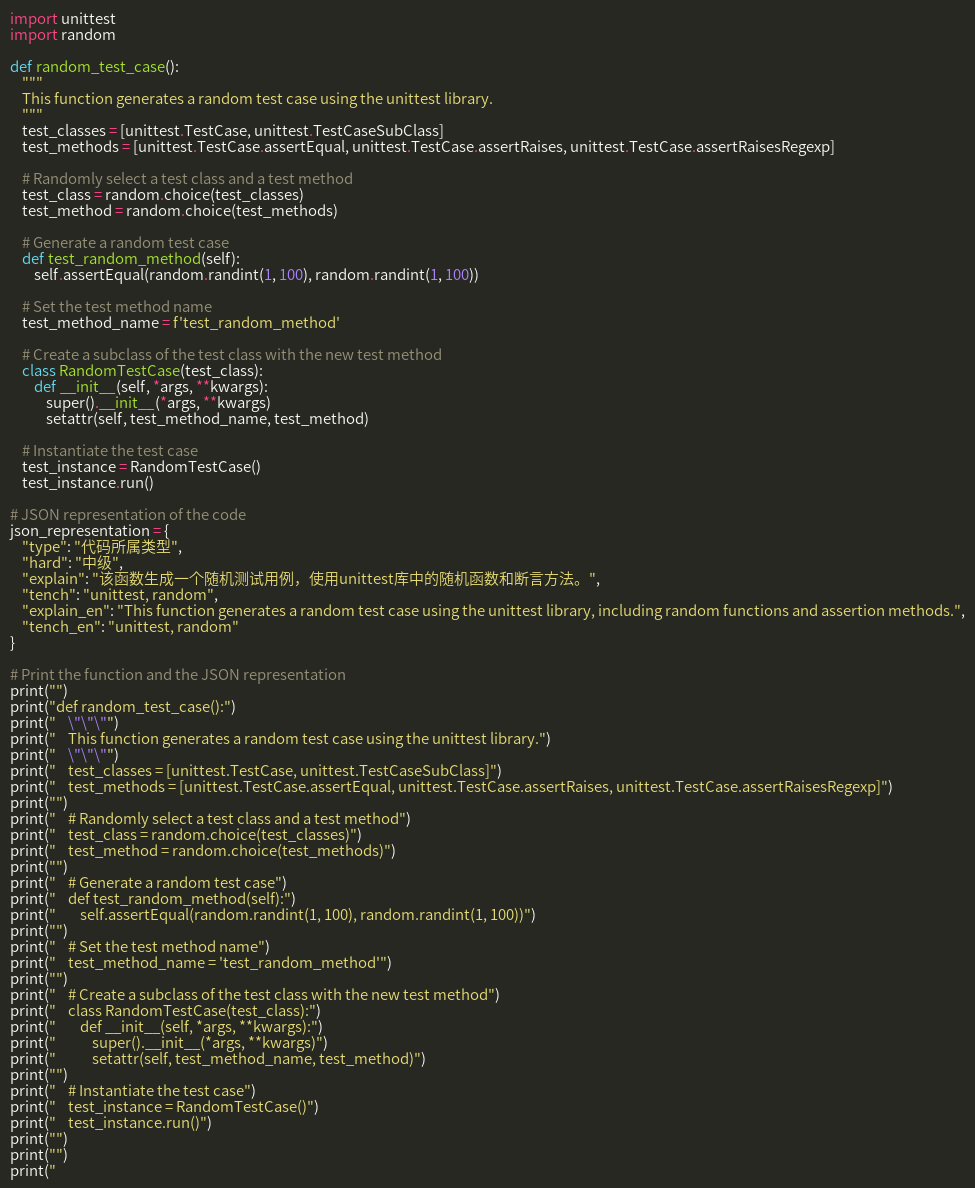 import unittest
import random

def random_test_case():
    """
    This function generates a random test case using the unittest library.
    """
    test_classes = [unittest.TestCase, unittest.TestCaseSubClass]
    test_methods = [unittest.TestCase.assertEqual, unittest.TestCase.assertRaises, unittest.TestCase.assertRaisesRegexp]

    # Randomly select a test class and a test method
    test_class = random.choice(test_classes)
    test_method = random.choice(test_methods)

    # Generate a random test case
    def test_random_method(self):
        self.assertEqual(random.randint(1, 100), random.randint(1, 100))

    # Set the test method name
    test_method_name = f'test_random_method'

    # Create a subclass of the test class with the new test method
    class RandomTestCase(test_class):
        def __init__(self, *args, **kwargs):
            super().__init__(*args, **kwargs)
            setattr(self, test_method_name, test_method)

    # Instantiate the test case
    test_instance = RandomTestCase()
    test_instance.run()

# JSON representation of the code
json_representation = {
    "type": "代码所属类型",
    "hard": "中级",
    "explain": "该函数生成一个随机测试用例，使用unittest库中的随机函数和断言方法。",
    "tench": "unittest, random",
    "explain_en": "This function generates a random test case using the unittest library, including random functions and assertion methods.",
    "tench_en": "unittest, random"
}

# Print the function and the JSON representation
print("")
print("def random_test_case():")
print("    \"\"\"")
print("    This function generates a random test case using the unittest library.")
print("    \"\"\"")
print("    test_classes = [unittest.TestCase, unittest.TestCaseSubClass]")
print("    test_methods = [unittest.TestCase.assertEqual, unittest.TestCase.assertRaises, unittest.TestCase.assertRaisesRegexp]")
print("")
print("    # Randomly select a test class and a test method")
print("    test_class = random.choice(test_classes)")
print("    test_method = random.choice(test_methods)")
print("")
print("    # Generate a random test case")
print("    def test_random_method(self):")
print("        self.assertEqual(random.randint(1, 100), random.randint(1, 100))")
print("")
print("    # Set the test method name")
print("    test_method_name = 'test_random_method'")
print("")
print("    # Create a subclass of the test class with the new test method")
print("    class RandomTestCase(test_class):")
print("        def __init__(self, *args, **kwargs):")
print("            super().__init__(*args, **kwargs)")
print("            setattr(self, test_method_name, test_method)")
print("")
print("    # Instantiate the test case")
print("    test_instance = RandomTestCase()")
print("    test_instance.run()")
print("")
print("")
print("